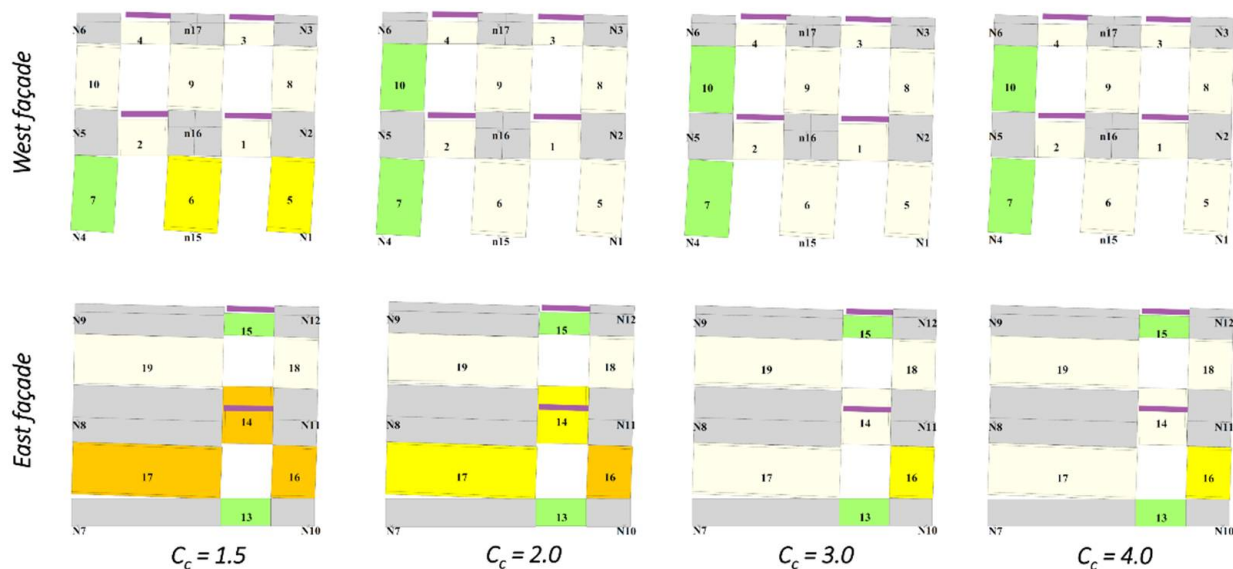 West façade
N6 4 n17 3 N3
10 9 8
N5 2 n16 1 N2
7 6 5
N4 n15 N1
N6 4 n17 3 N3
10 9 8
N5 2 n16 1 N2
7 6 5
N4 n15 N1
N6 4 n17 3 N3
10 9 8
N5 2 n16 1 N2
7 6 5
N4 n15 N1
N6 4 n17 3 N3
10 9 8
N5 2 n16 1 N2
7 6 5
N4 n15 N1
East façade
N9 15 N12
19 18
N8 14 N11
17 16
N7 13 N10
N9 15 N12
19 18
N8 14 N11
17 16
N7 13 N10
N9 15 N12
19 18
N8 14 N11
17 16
N7 13 N10
N9 15 N12
19 18
N8 14 N11
17 16
N7 13 N10
Cc = 1.5 Cc = 2.0 Cc = 3.0 Cc = 4.0